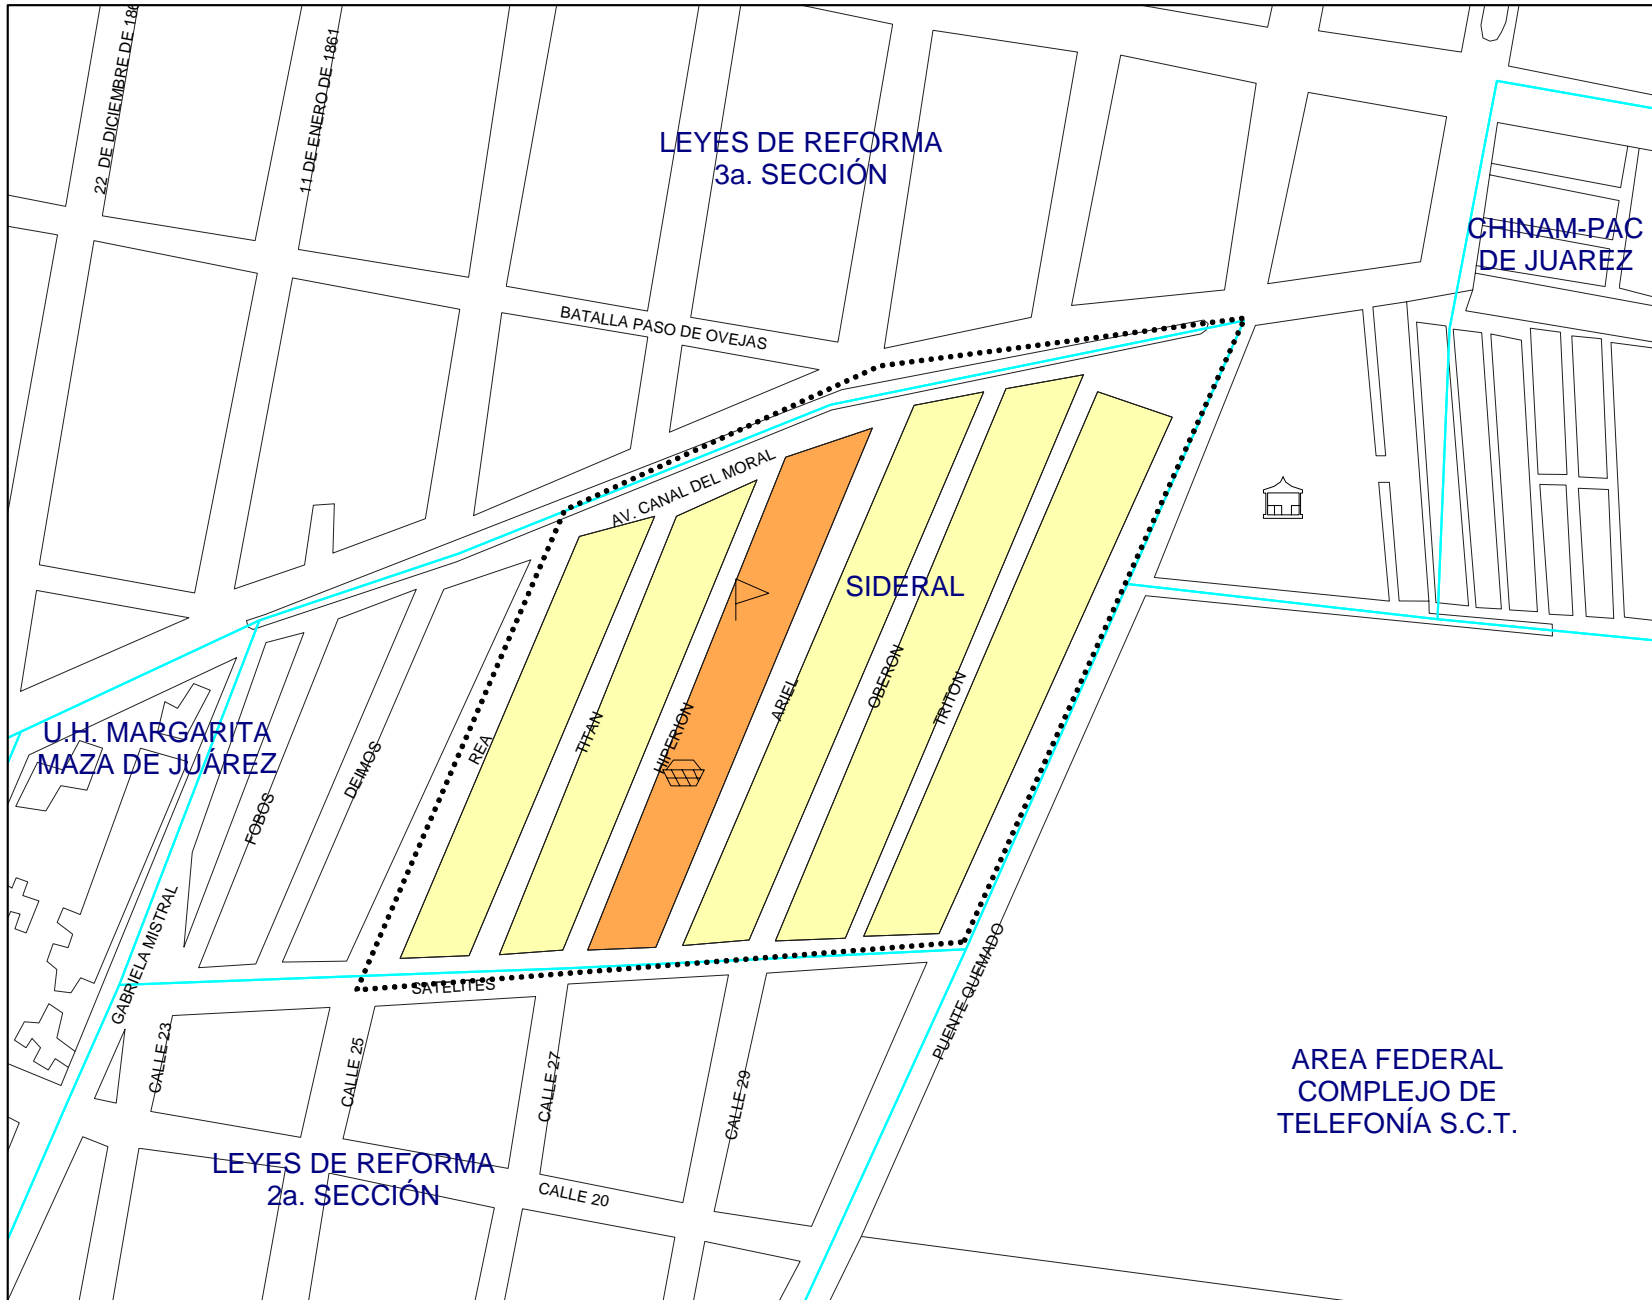 22 DE DICIEMBRE DE 186
11 DE ENERO DE 1861
LEYES DE REFORMA
3a. SECCIÓN
CHINAM-PAC
DE JUAREZ
BATALLA PASO DE OVEJAS
AV. CANAL DEL MORAL
SIDERAL
U.H. MARGARITA
MAZA DE JUÁREZ
FOBOS
DEIMOS
REA
TITAN
HIPERION
ARIEL
OBERON
TRITON
GABRIELA MISTRAL
SATELITES
PUENTE QUEMADO
CALLE 23
CALLE 25
CALLE 27
CALLE 29
AREA FEDERAL
COMPLEJO DE
TELEFONÍA S.C.T.
LEYES DE REFORMA
2a. SECCIÓN
CALLE 20